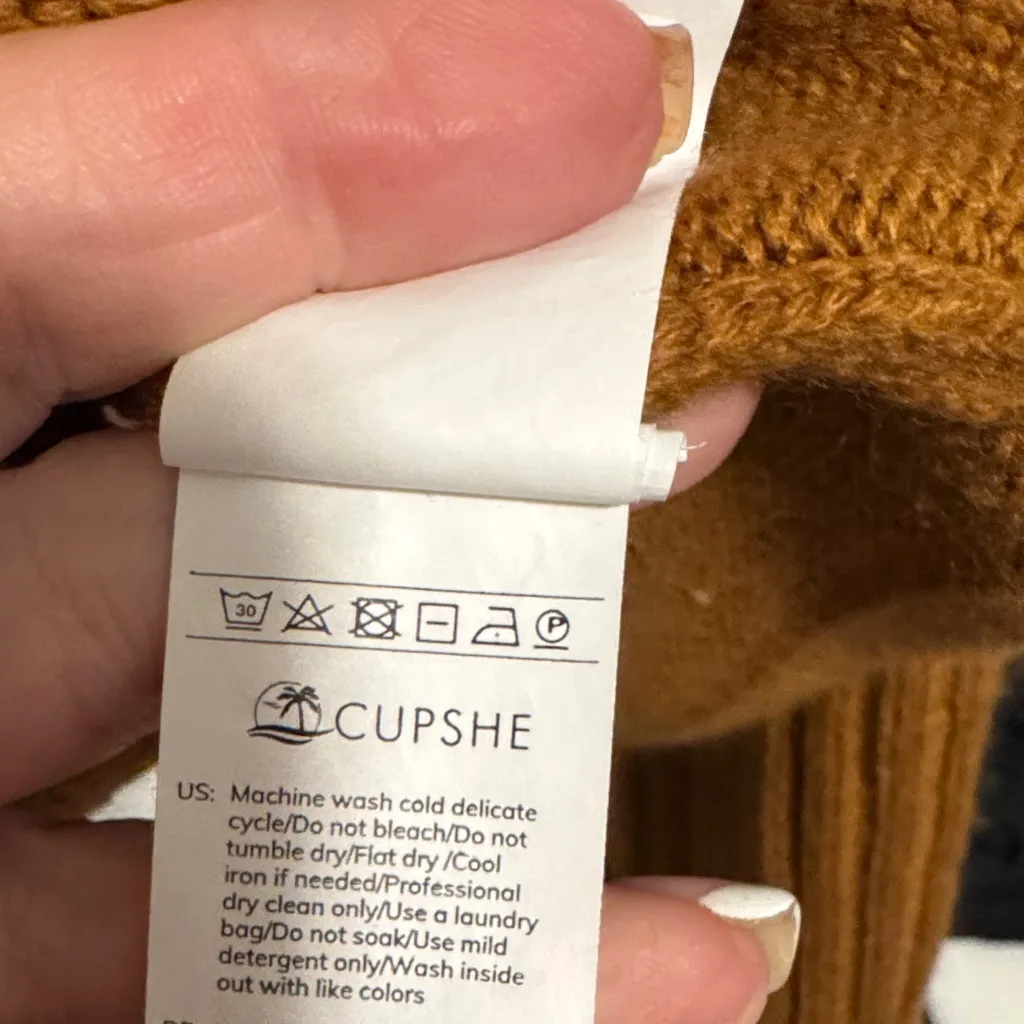 30 P
CUPSHE
US: Machine wash cold delicate
cycle/Do not bleach/Do not
tumble dry/Flat dry /Cool
iron if needed/Professional
dry clean only/Use a laundry
bag/Do not soak/Use mild
detergent only/Wash inside
out with like colors